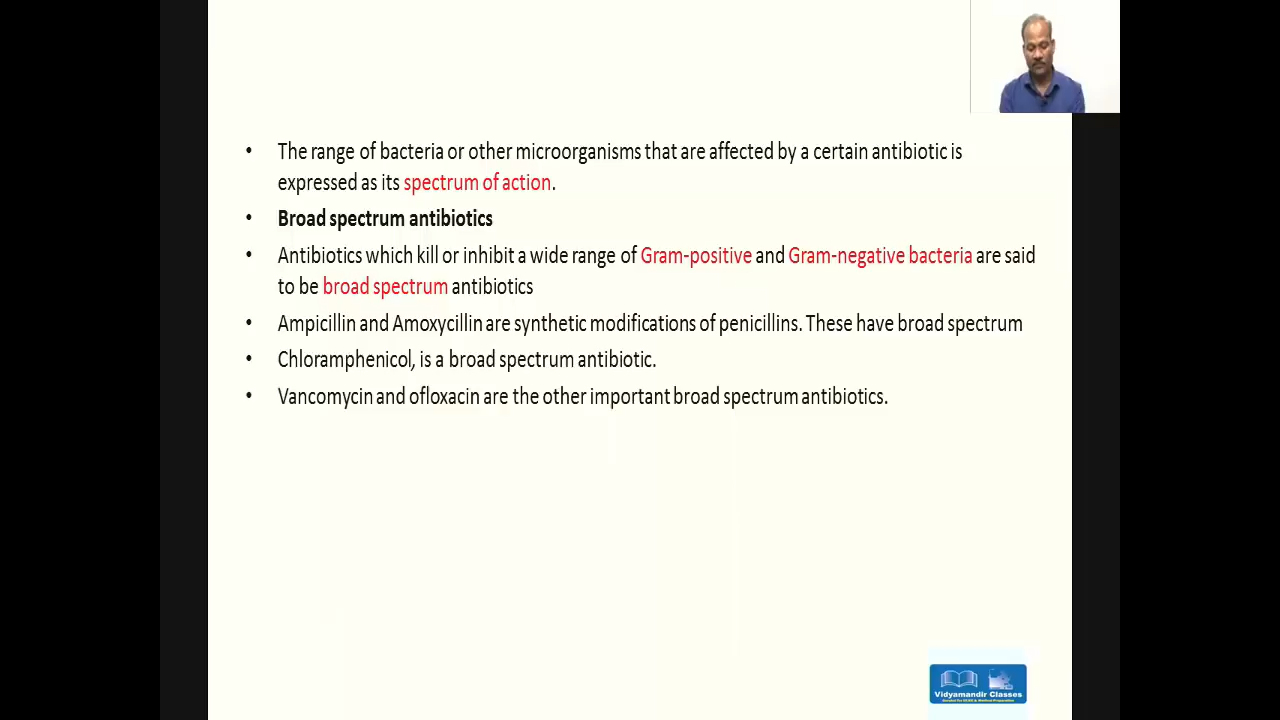 • The range of bacteria or other microorganisms that are affected by a certain antibiotic is
expressed as its spectrum of action.
• Broad spectrum antibiotics
• Antibiotics which kill or inhibit a wide range of Gram-positive and Gram-negative bacteria are said
to be broad spectrum antibiotics
• Ampicillin and Amoxycillin are synthetic modifications of penicillins. These have broad spectrum
• Chloramphenicol, is a broad spectrum antibiotic.
• Vancomycin and ofloxacin are the other important broad spectrum antibiotics.
Vidyamandir Classes